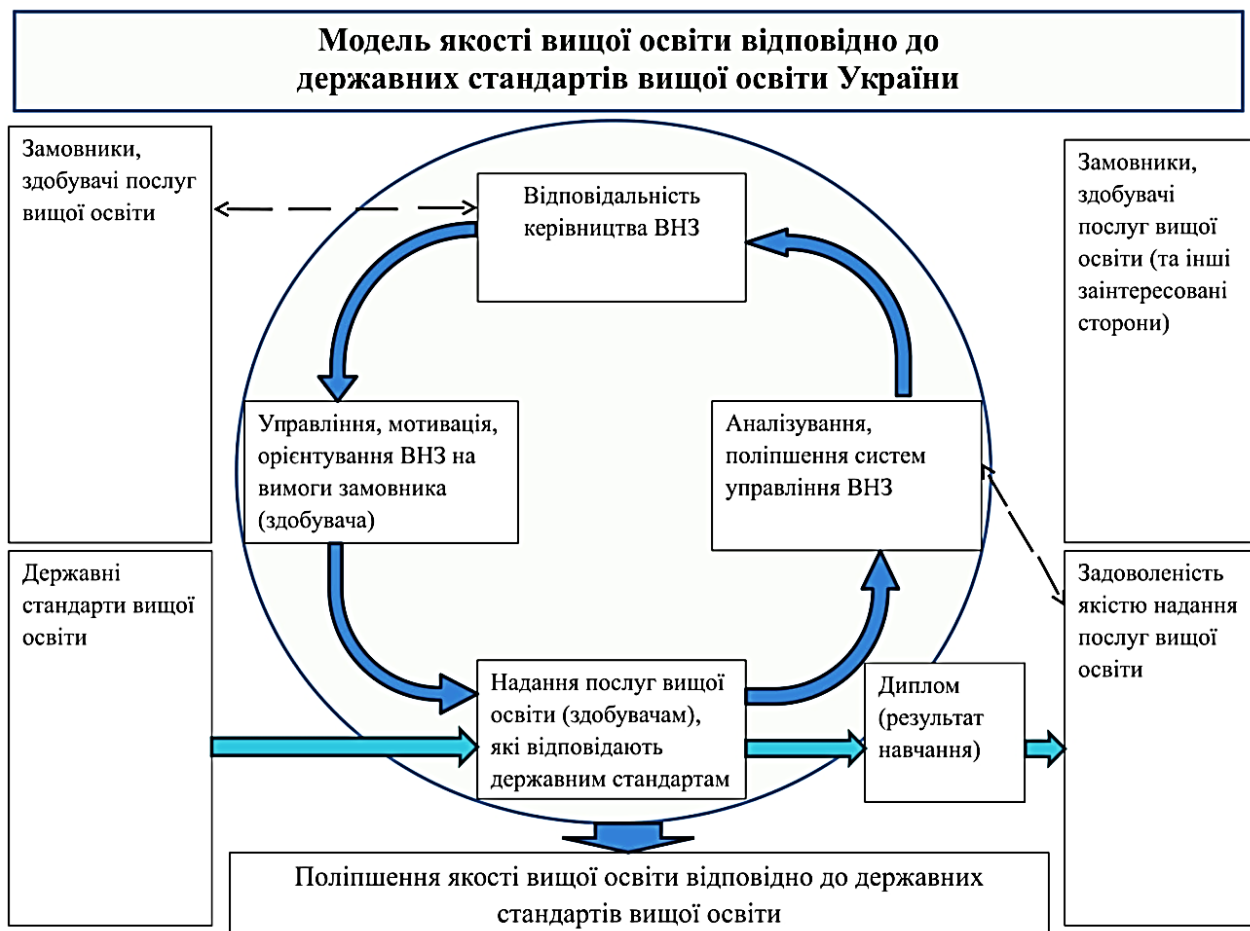 Модель якості вищої освіти відповідно до
державних стандартів вищої освіти України
Замовники,
здобувачі послуг
вищої освіти
Відповідальність
керівництва ВНЗ
Замовники,
здобувачі
послуг вищої
освіти (та інші
заінтересовані
сторони)
Управління, мотивація,
орієнтування ВНЗ на
вимоги замовника
(здобувача)
Аналізування,
поліпшення систем
управління ВНЗ
Державні
стандарти вищої
освіти
Надання послуг вищої
освіти (здобувачам),
які відповідають
державним стандартам
Диплом
(результат
навчання)
Задоволеність
якістю надання
послуг вищої
освіти
Поліпшення якості вищої освіти відповідно до державних
стандартів вищої освіти